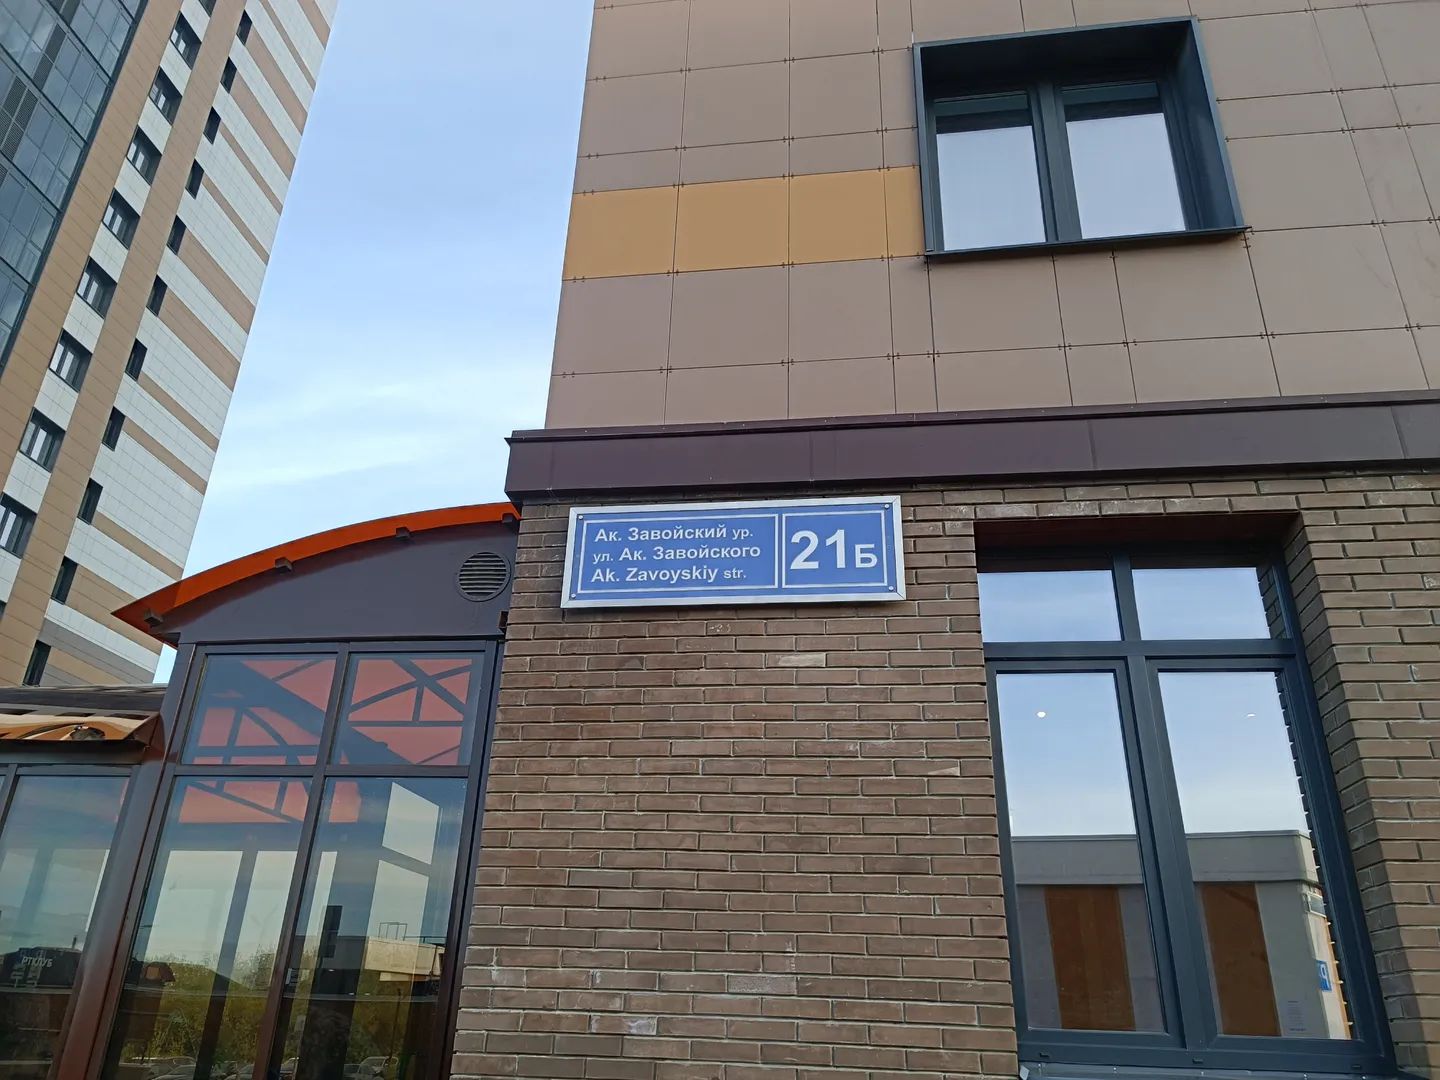 Ак. Завойский ур.
ул. Ак. Завойского
Ak. Zavoyskiy str.
21Б